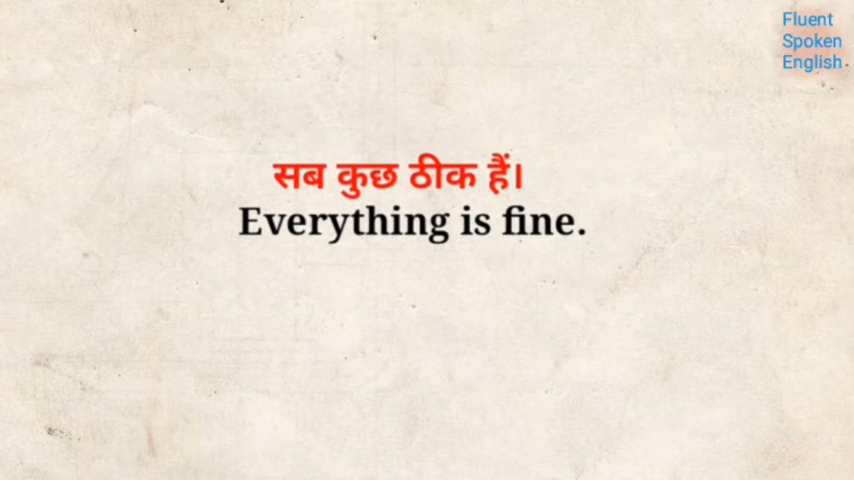 Fluent
Spoken
English
सब कुछ ठीक हैं।
Everything is fine.